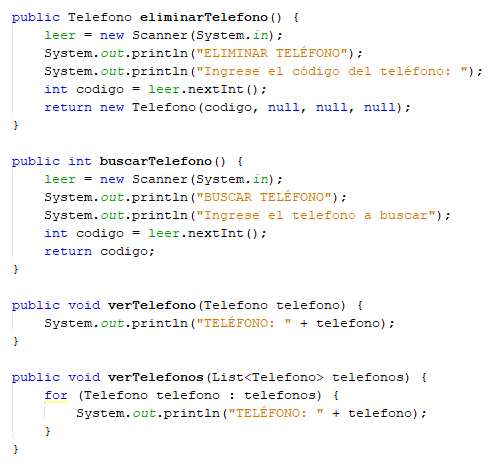 public Telefono eliminarTelefono() {
    leer = new Scanner(System.in);
    System.out.println("ELIMINAR TELÉFONO");
    System.out.println("Ingrese el código del teléfono: ");
    int codigo = leer.nextInt();
    return new Telefono(codigo, null, null, null);
}

public int buscarTelefono() {
    leer = new Scanner(System.in);
    System.out.println("BUSCAR TELÉFONO");
    System.out.println("Ingrese el telefono a buscar");
    int codigo = leer.nextInt();
    return codigo;
}

public void verTelefono(Telefono telefono) {
    System.out.println("TELÉFONO: " + telefono);
}

public void verTelefonos(List<Telefono> telefonos) {
    for (Telefono telefono : telefonos) {
        System.out.println("TELÉFONO: " + telefono);
    }
}